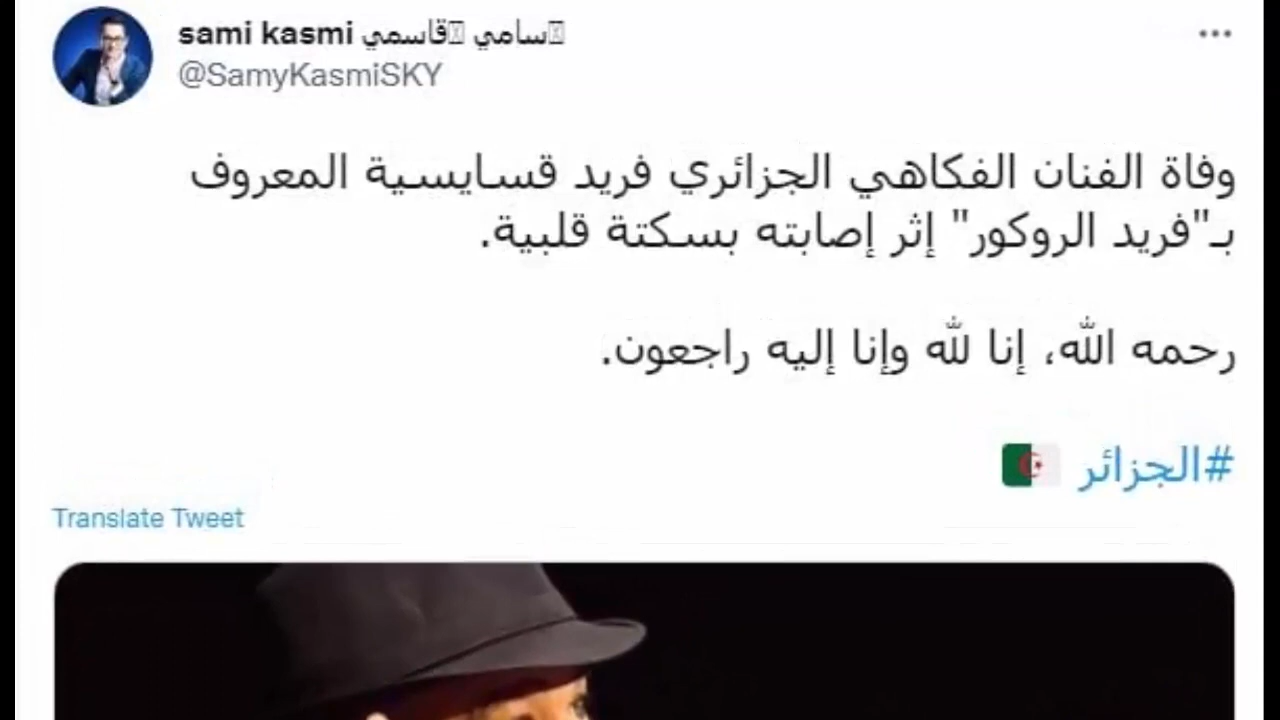 sami kasmi سامي قاسمي
@SamyKasmiSKY
وفاة الفنان الفكاهي الجزائري فريد قسايسية المعروف
بـ"فريد الروكور" إثر إصابته بسكتة قلبية.
رحمه الله، إنا لله وإنا إليه راجعون.
#الجزائر
Translate Tweet